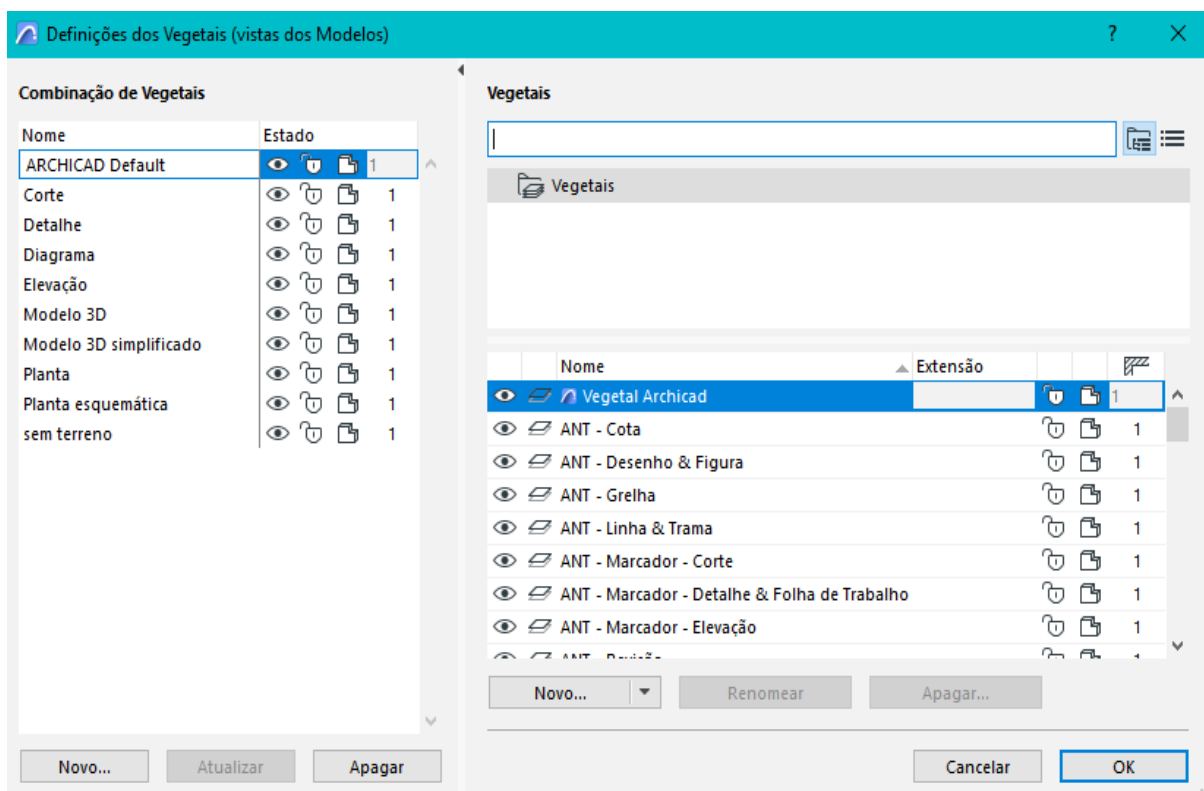 Definições dos Vegetais (vistas dos Modelos) ?
Combinação de Vegetais
Nome Estado
ARCHICAD Default 1
Corte 1
Detalhe 1
Diagrama 1
Elevação 1
Modelo 3D 1
Modelo 3D simplificado 1
Planta 1
Planta esquemática 1
sem terreno 1
Novo... Atualizar Apagar
Vegetais
Vegetais
Nome Extensão
Vegetal Archicad 1
ANT - Cota 1
ANT - Desenho & Figura 1
ANT - Grelha 1
ANT - Linha & Trama 1
ANT - Marcador - Corte 1
ANT - Marcador - Detalhe & Folha de Trabalho 1
ANT - Marcador - Elevação 1
Novo... Renomear Apagar...
Cancelar OK